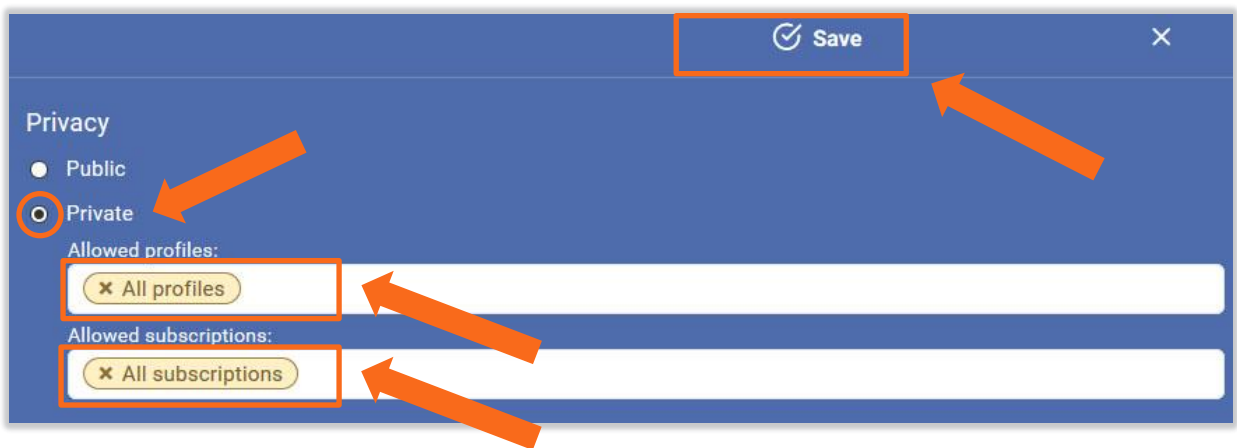 Save
Privacy
Public
Private
Allowed profiles:
All profiles
Allowed subscriptions:
All subscriptions